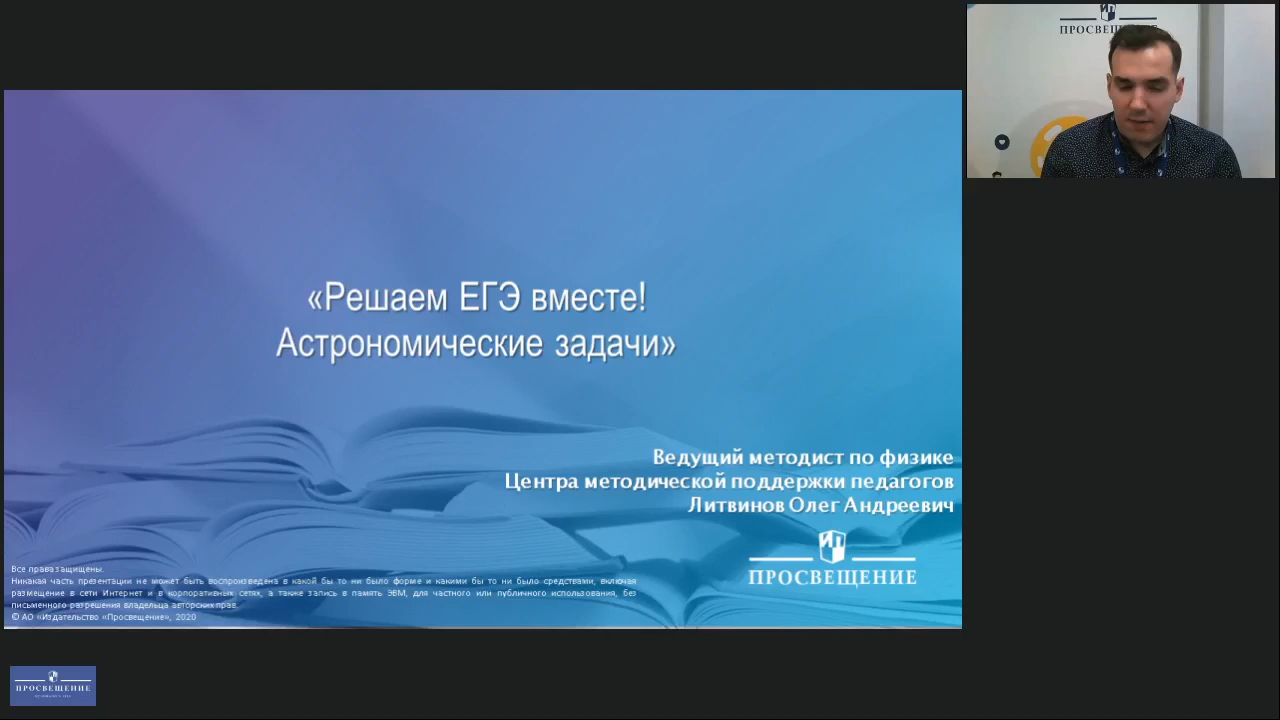 ПРОСВЕЩЕНИЕ
«Решаем ЕГЭ вместе!
Астрономические задачи»
Ведущий методист по физике
Центра методической поддержки педагогов
Литвинов Олег Андреевич
ПРОСВЕЩЕНИЕ
Все права защищены.
Никакая часть презентации не может быть воспроизведена в какой бы то ни было форме и какими бы то ни было средствами, включая
размещение в сети Интернет и в корпоративных сетях, а также запись в память ЭВМ, для частного или публичного использования, без
письменного разрешения владельца авторских прав.
© АО «Издательство «Просвещение», 2020
ПРОСВЕЩЕНИЕ